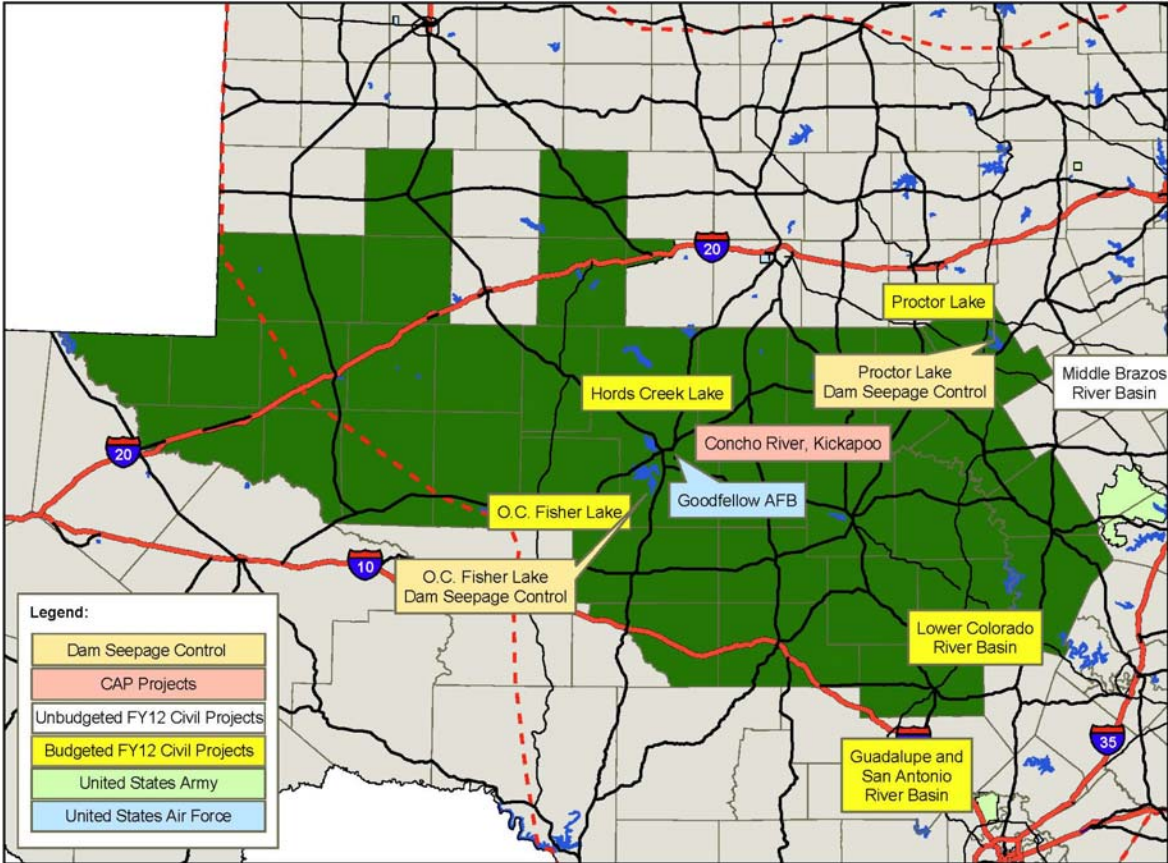 20
Proctor Lake
Proctor Lake
Dam Seepage Control
Middle Brazos
River Basin
Hords Creek Lake
Concho River, Kickapoo
20
Goodfellow AFB
O.C. Fisher Lake
10
O.C. Fisher Lake
Dam Seepage Control
Lower Colorado
River Basin
Legend:
Dam Seepage Control
CAP Projects
Unbudgeted FY12 Civil Projects
Budgeted FY12 Civil Projects
United States Army
United States Air Force
35
Guadalupe and
San Antonio
River Basin